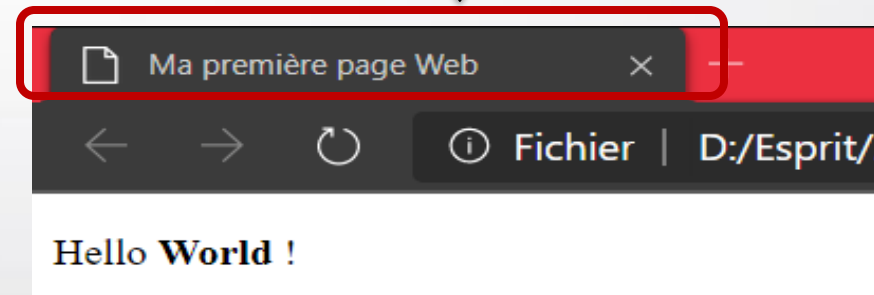 Ma première page Web
Fichier | D:/Esprit/
Hello World !